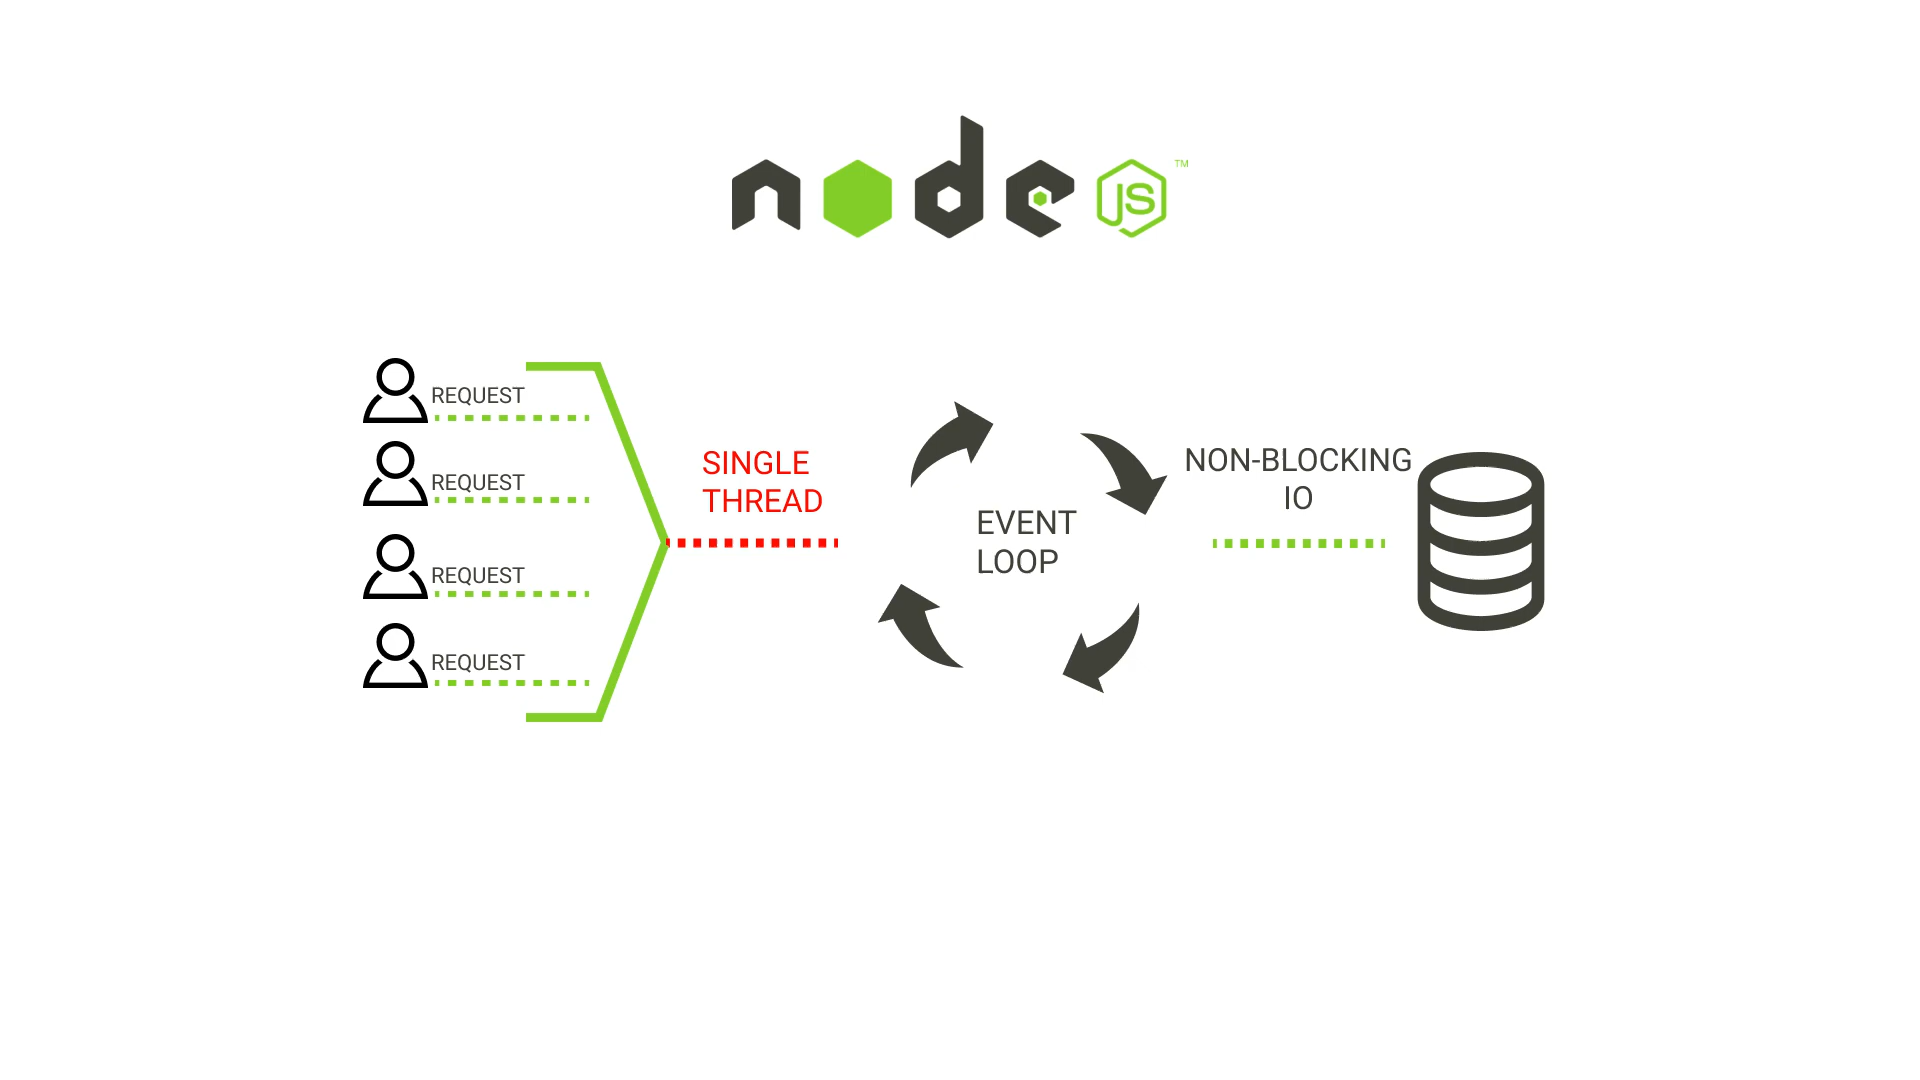 node JS ™
REQUEST
REQUEST
REQUEST
REQUEST
SINGLE
THREAD
EVENT
LOOP
NON-BLOCKING
IO